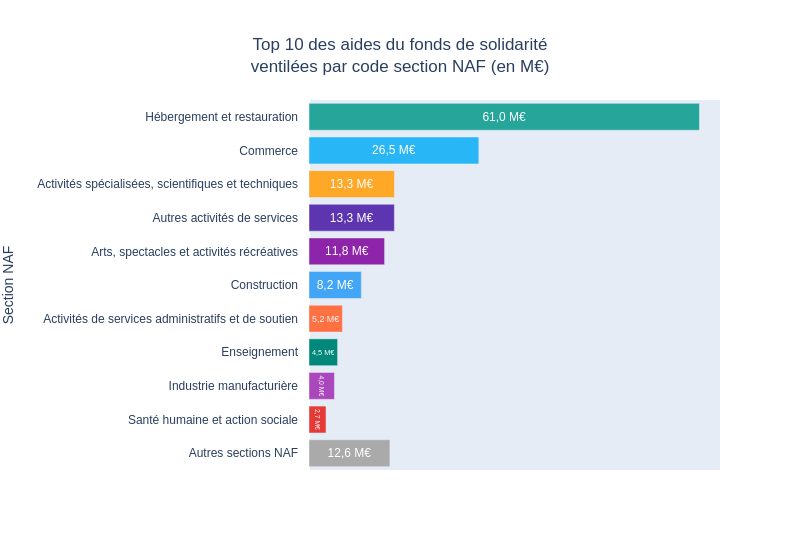 Top 10 des aides du fonds de solidarité
ventilées par code section NAF (en M€)
Section NAF
Hébergement et restauration 61,0 M€
Commerce 26,5 M€
Activités spécialisées, scientifiques et techniques 13,3 M€
Autres activités de services 13,3 M€
Arts, spectacles et activités récréatives 11,8 M€
Construction 8,2 M€
Activités de services administratifs et de soutien 5,2 M€
Enseignement 4,5 M€
Industrie manufacturière 4,0 M€
Santé humaine et action sociale 2,7 M€
Autres sections NAF 12,6 M€